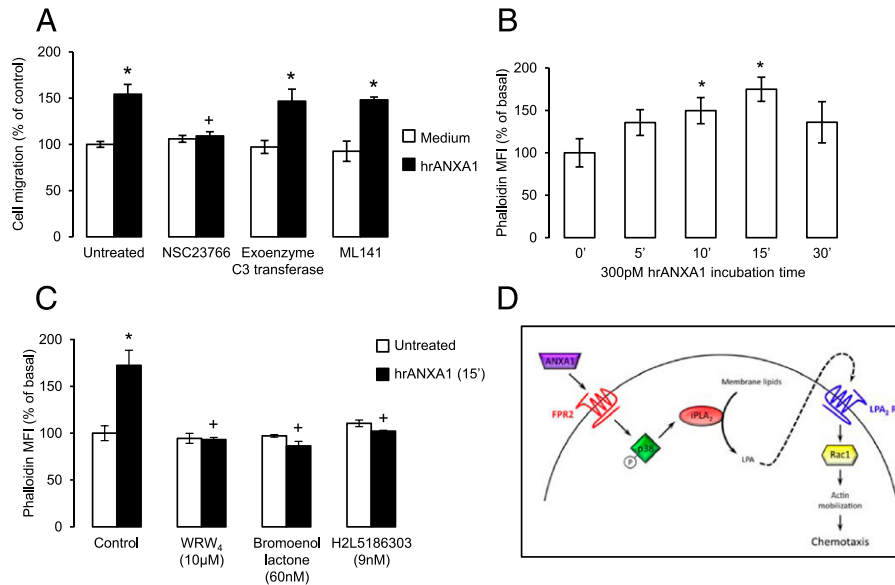 A
Cell migration (% of control)
200
150
100
50
0
*
+
*
*
Medium
hrANXA1
Untreated
NSC23766
Exoenzyme
C3 transferase
ML141
B
Phalloidin MFI (% of basal)
200
150
100
50
0
*
*
0’
5’
10’
15’
30’
300pM hrANXA1 incubation time
C
Phalloidin MFI (% of basal)
200
150
100
50
0
*
+
+
+
Untreated
hrANXA1 (15’)
Control
WRW₄
(10µM)
Bromoenol
lactone
(60nM)
H2L5186303
(9nM)
D
ANXA1
FPR2
P
p38
iPLA₂
Membrane lipids
LPA
LPA₂ R
Rac1
Actin
mobilization
Chemotaxis